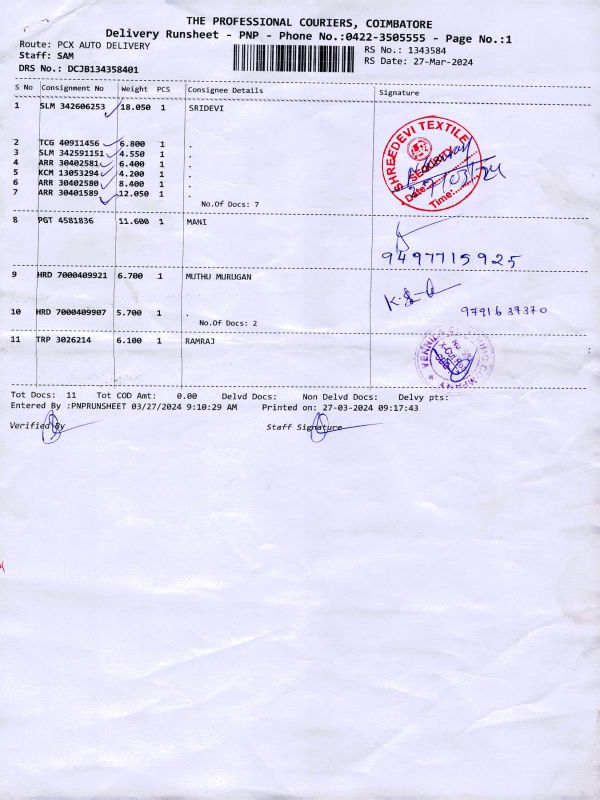 THE PROFESSIONAL COURIERS, COIMBATORE
Delivery Runsheet - PNP - Phone No.:0422-3505555 - Page No.:1
Route: PCX AUTO DELIVERY
RS No.: 1343584
Staff: SAM
RS Date: 27-Mar-2024
DRS No.: DCJB134358401
S No Consignment No Weight PCS Consignee Details Signature
1 SLM 342606253 18.050 1 SRIDEVI
2 TCG 40911456 6.800 1 .
3 SLM 342591151 4.550 1 .
4 ARR 30402581 6.400 1 .
5 KCM 13053294 4.200 1 .
6 ARR 30402580 8.400 1 .
7 ARR 30401589 12.050 1 .
No.Of Docs: 7
SHREEDEVI TEXTILE
Date:
Time:
8 PGT 4581836 11.600 1 MANI
9497715925
9 HRD 7000409921 6.700 1 MUTHU MURUGAN
10 HRD 7000409907 5.700 1 .
9791637370
No.Of Docs: 2
11 TRP 3026214 6.100 1 RAMRAJ
Tot Docs: 11 Tot COD Amt: 0.00 Delvd Docs: Non Delvd Docs: Delvy pts:
Entered By :PNPRUNSHEET 03/27/2024 9:10:29 AM Printed on: 27-03-2024 09:17:43
Verified By Staff Signature